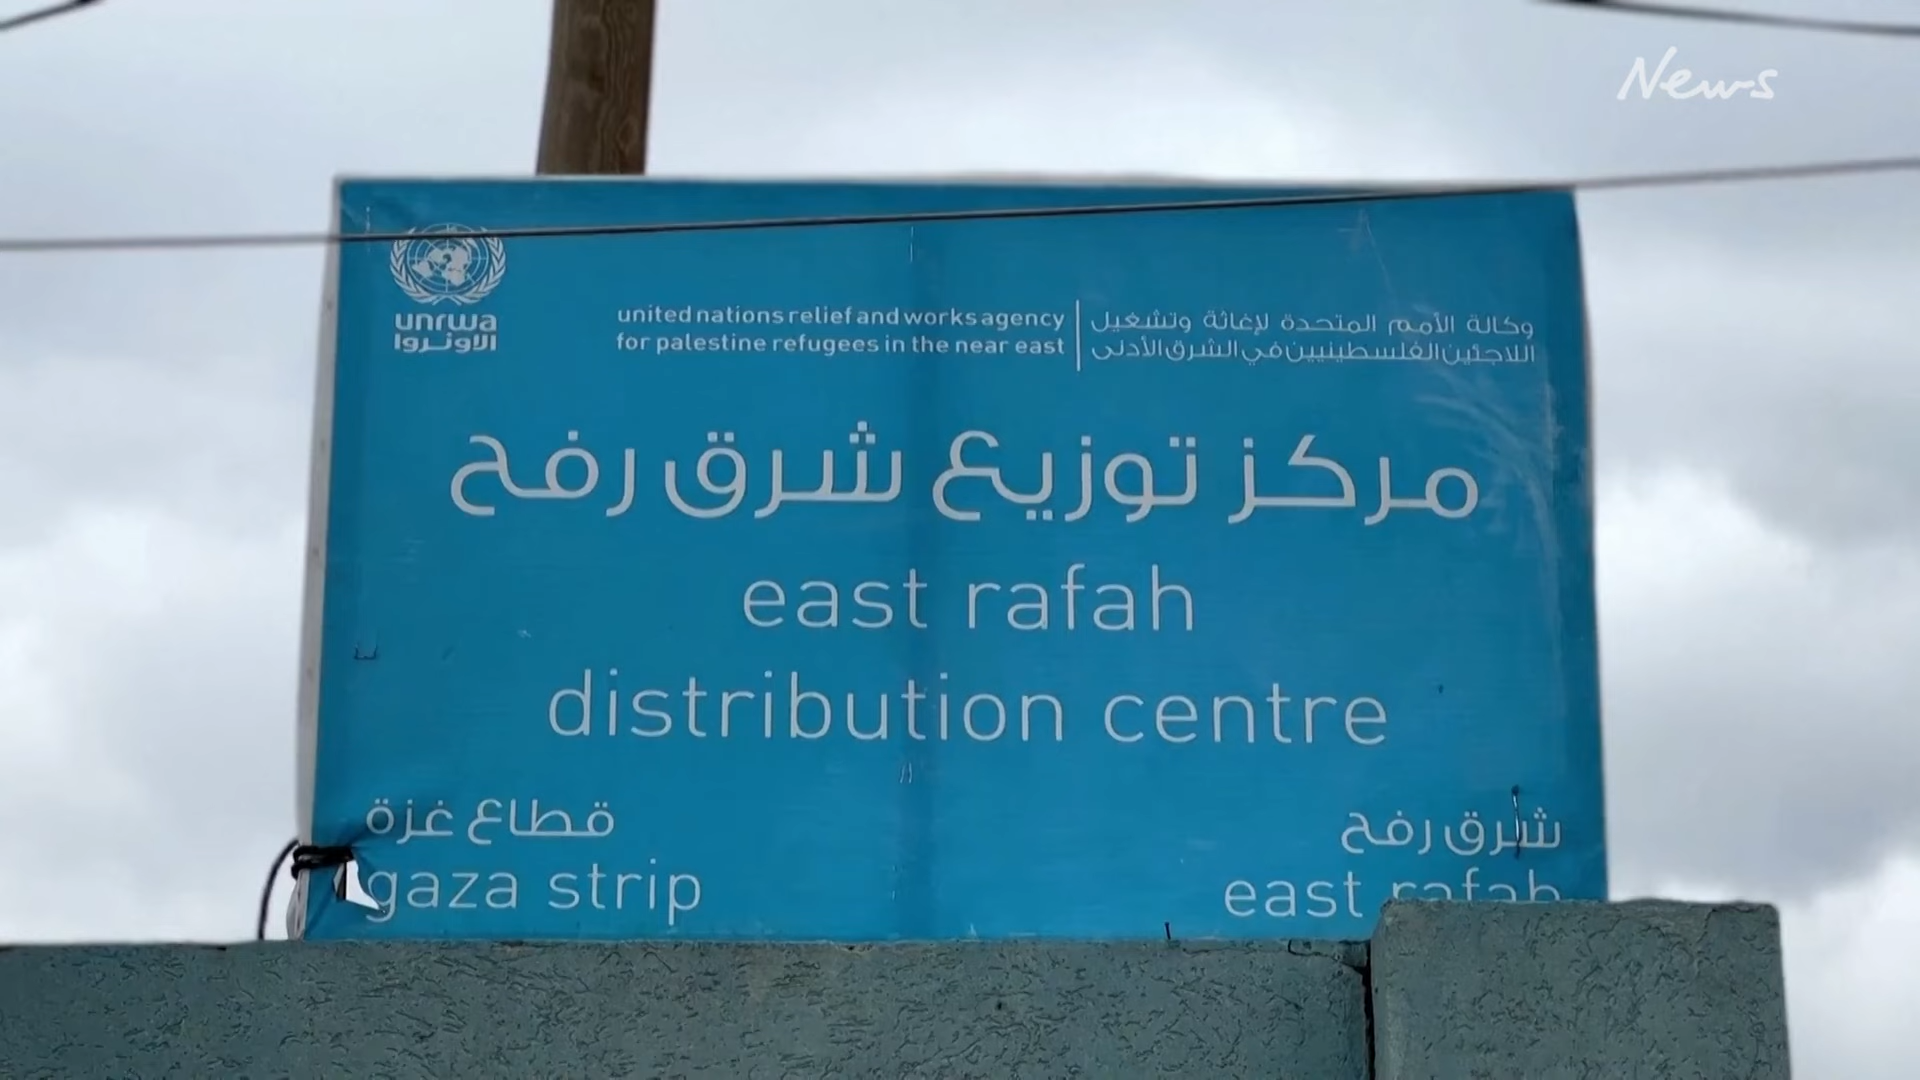 News
unrwa
الاونروا
united nations relief and works agency
for palestine refugees in the near east
وكالة الأمم المتحدة لإغاثة وتشغيل
اللاجئين الفلسطينيين في الشرق الأدنى
مركز توزيع شرق رفح
east rafah
distribution centre
قطاع غزة
gaza strip
شرق رفح
east rafah